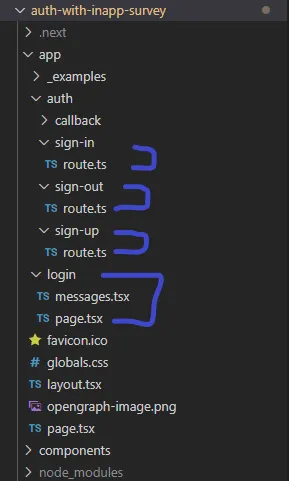 auth-with-inapp-survey
.next
app
_examples
auth
callback
sign-in
TS route.ts
sign-out
TS route.ts
sign-up
TS route.ts
login
TS messages.tsx
TS page.tsx
favicon.ico
# globals.css
TS layout.tsx
opengraph-image.png
TS page.tsx
components
node_modules